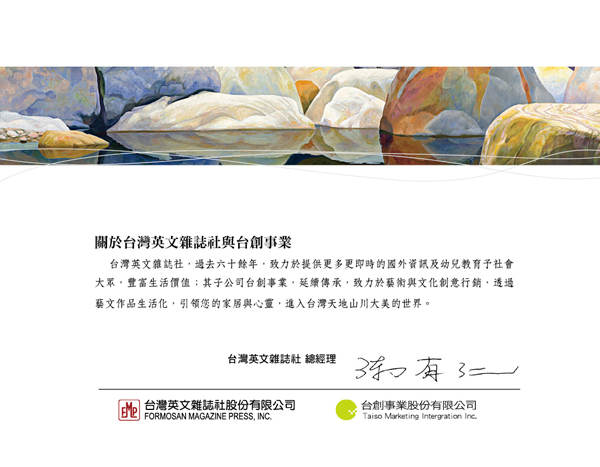 關於台灣英文雜誌社與台創事業
台灣英文雜誌社，過去六十餘年，致力於提供更多更即時的國外資訊及幼兒教育予社會
大眾，豐富生活價值；其子公司台創事業，延續傳承，致力於藝術與文化創意行銷，透過
藝文作品生活化，引領您的家居與心靈，進入台灣天地山川大美的世界。
台灣英文雜誌社 總經理
EMP 台灣英文雜誌社股份有限公司
FORMOSAN MAGAZINE PRESS, INC.
台創事業股份有限公司
Taiso Marketing Intergration Inc.